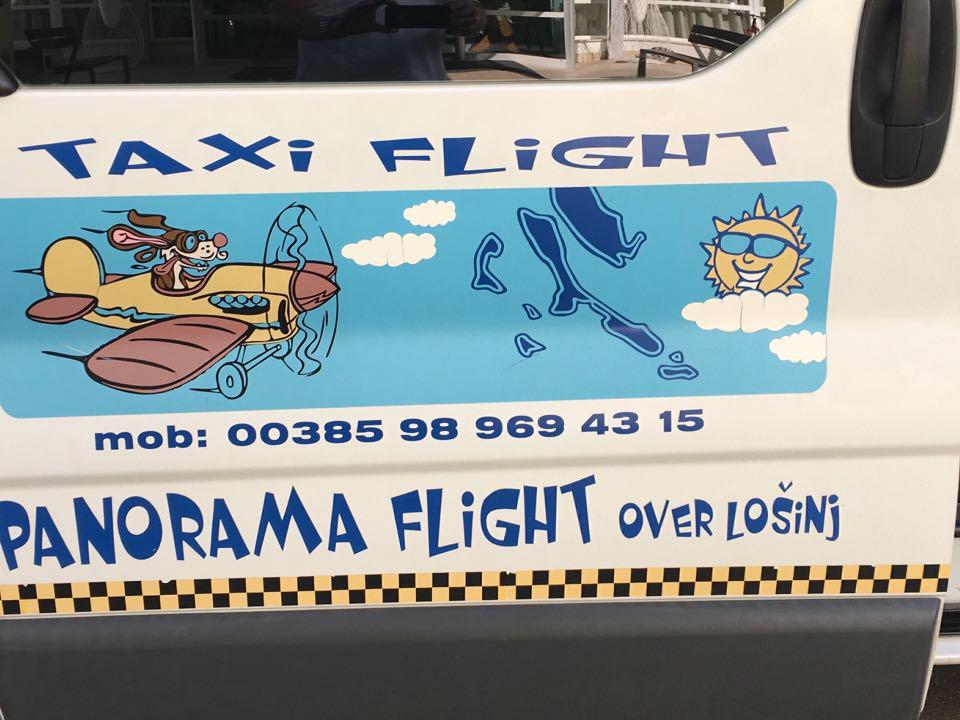 TAXi FLiGHT
mob: 00385 98 969 43 15
PANORAMA FLiGHT OVER LOŠiNj